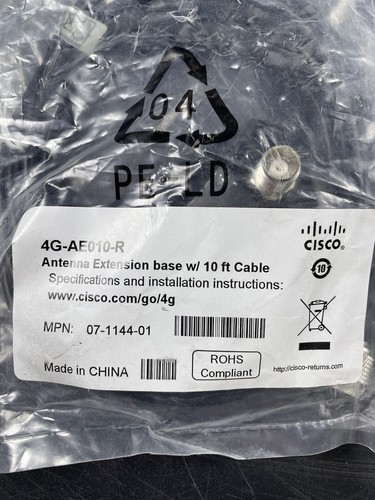 04
PE-LD
4G-AE010-R
CISCO
Antenna Extension base w/ 10 ft Cable
10
Specifications and installation instructions:
www.cisco.com/go/4g
MPN: 07-1144-01
Made in CHINA
ROHS
Compliant
http://cisco-returns.com